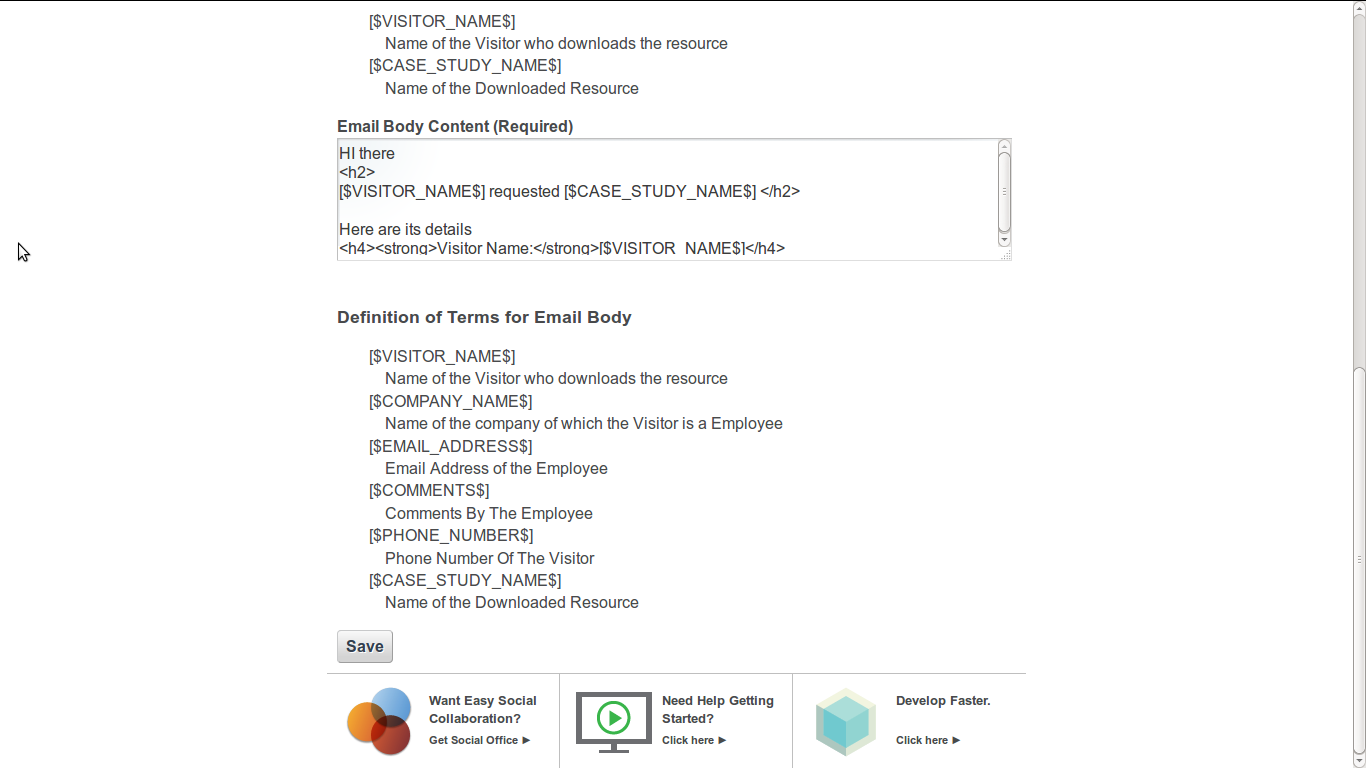 [$VISITOR_NAME$]
Name of the Visitor who downloads the resource
[$CASE_STUDY_NAME$]
Name of the Downloaded Resource
Email Body Content (Required)
HI there
<h2>
[$VISITOR_NAME$] requested [$CASE_STUDY_NAME$] </h2>
Here are its details
<h4><strong>Visitor Name:</strong>[$VISITOR_NAME$]</h4>
Definition of Terms for Email Body
[$VISITOR_NAME$]
Name of the Visitor who downloads the resource
[$COMPANY_NAME$]
Name of the company of which the Visitor is a Employee
[$EMAIL_ADDRESS$]
Email Address of the Employee
[$COMMENTS$]
Comments By The Employee
[$PHONE_NUMBER$]
Phone Number Of The Visitor
[$CASE_STUDY_NAME$]
Name of the Downloaded Resource
Save
Want Easy Social
Collaboration?
Get Social Office ►
Need Help Getting
Started?
Click here ►
Develop Faster.
Click here ►